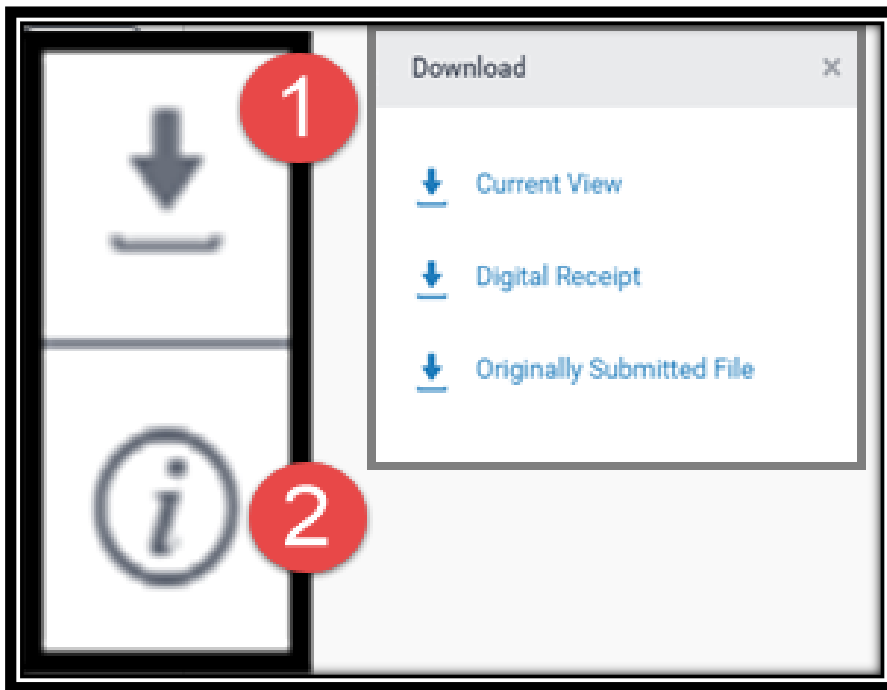 1
Download ×
Current View
Digital Receipt
Originally Submitted File
i
2